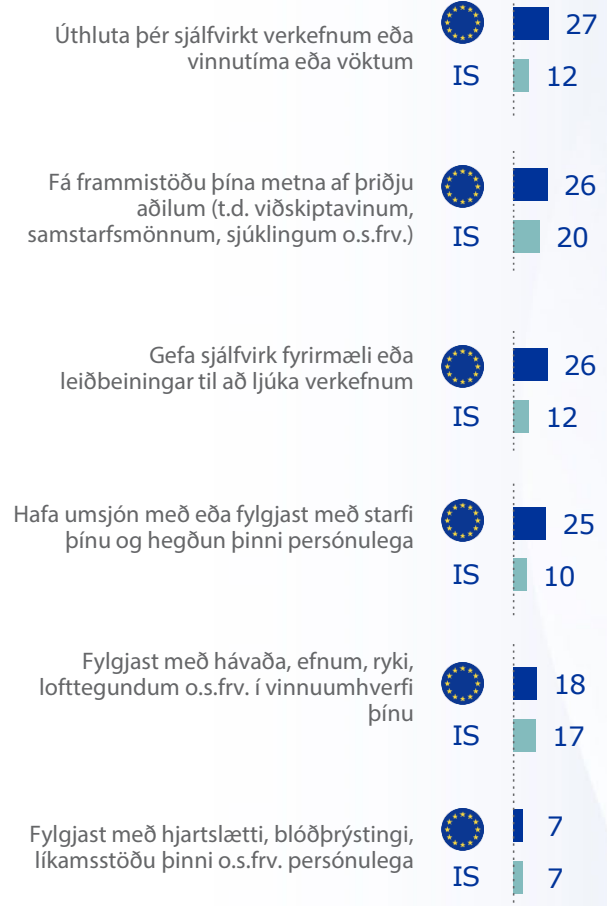 Úthluta þér sjálfvirkt verkefnum eða
vinnutíma eða vöktum
27
IS 12
Fá frammistöðu þína metna af þriðju
aðilum (t.d. viðskiptavinum,
samstarfsmönnum, sjúklingum o.s.frv.)
26
IS 20
Gefa sjálfvirk fyrirmæli eða
leiðbeiningar til að ljúka verkefnum
26
IS 12
Hafa umsjón með eða fylgjast með starfi
þínu og hegðun þinni persónulega
25
IS 10
Fylgjast með hávaða, efnum, ryki,
lofttegundum o.s.frv. í vinnuumhverfi
þínu
18
IS 17
Fylgjast með hjartslætti, blóðþrýstingi,
líkamsstöðu þinni o.s.frv. persónulega
7
IS 7